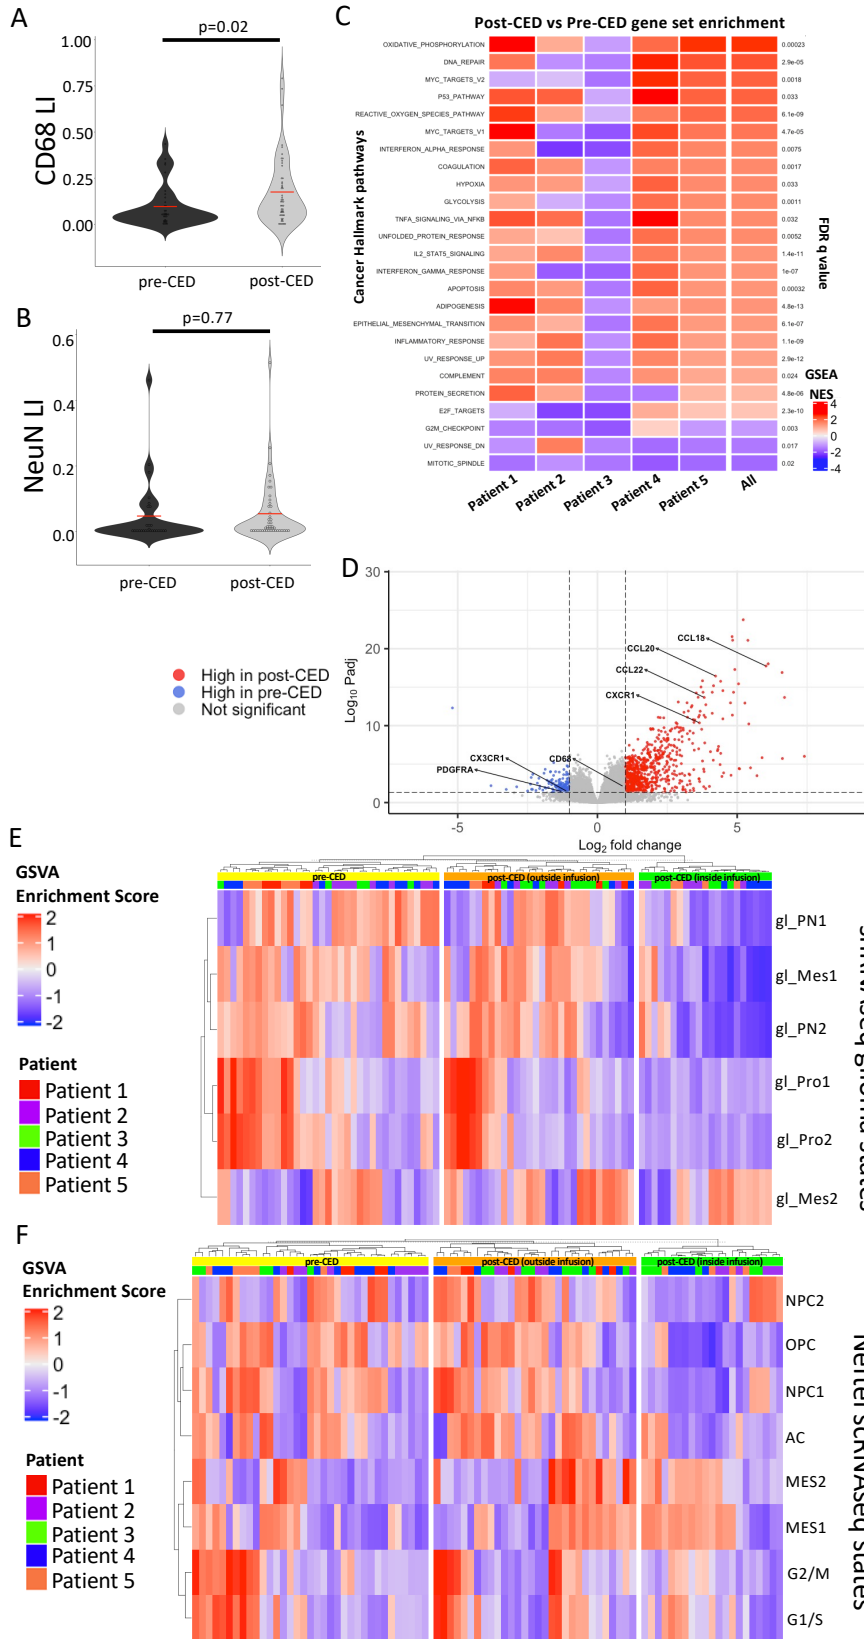 A
p=0.02
1.00
0.75
0.50
0.25
0.00
CD68 LI
pre-CED
post-CED
B
p=0.77
0.6
0.4
0.2
0.0
NeuN LI
pre-CED
post-CED
C
Post-CED vs Pre-CED gene set enrichment
Cancer Hallmark pathways
OXIDATIVE_PHOSPHORYLATION 0.00023
DNA_REPAIR 2.9e-05
MYC_TARGETS_V2 0.0018
P53_PATHWAY 0.033
REACTIVE_OXYGEN_SPECIES_PATHWAY 6.1e-09
MYC_TARGETS_V1 4.7e-05
INTERFERON_ALPHA_RESPONSE 0.0075
COAGULATION 0.0017
HYPOXIA 0.033
GLYCOLYSIS 0.0011
TNFA_SIGNALING_VIA_NFKB 0.032
UNFOLDED_PROTEIN_RESPONSE 0.0052
IL2_STAT5_SIGNALING 1.4e-11
INTERFERON_GAMMA_RESPONSE 1e-07
APOPTOSIS 0.00032
ADIPOGENESIS 4.8e-13
EPITHELIAL_MESENCHYMAL_TRANSITION 6.1e-07
INFLAMMATORY_RESPONSE 1.1e-09
UV_RESPONSE_UP 2.9e-12
COMPLEMENT 0.024
PROTEIN_SECRETION 4.8e-06
E2F_TARGETS 2.3e-10
G2M_CHECKPOINT 0.003
UV_RESPONSE_DN 0.017
MITOTIC_SPINDLE 0.02
Patient 1
Patient 2
Patient 3
Patient 4
Patient 5
All
FDR q value
GSEA
NES
4
2
0
-2
-4
D
High in post-CED
High in pre-CED
Not significant
30
20
10
0
Log₁₀ Padj
CCL18
CCL20
CCL22
CXCR1
CD68
CX3CR1
PDGFRA
-5
0
5
Log₂ fold change
E
GSVA
Enrichment Score
2
1
0
-1
-2
Patient
Patient 1
Patient 2
Patient 3
Patient 4
Patient 5
pre-CED
post-CED (outside infusion)
post-CED (inside infusion)
gl_PN1
gl_Mes1
gl_PN2
gl_Pro1
gl_Pro2
gl_Mes2
F
GSVA
Enrichment Score
2
1
0
-1
-2
Patient
Patient 1
Patient 2
Patient 3
Patient 4
Patient 5
pre-CED
post-CED (outside infusion)
post-CED (inside infusion)
NPC2
OPC
NPC1
AC
MES2
MES1
G2/M
G1/S
Neftel scRNAseq states